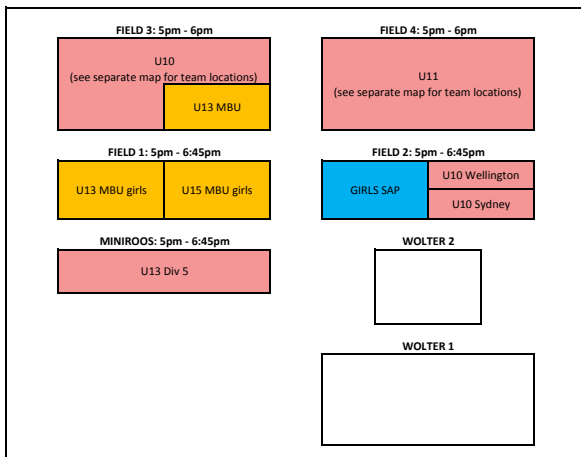 FIELD 3: 5pm - 6pm
U10
(see separate map for team locations)
U13 MBU
FIELD 4: 5pm - 6pm
U11
(see separate map for team locations)
FIELD 1: 5pm - 6:45pm
U13 MBU girls
U15 MBU girls
FIELD 2: 5pm - 6:45pm
GIRLS SAP
U10 Wellington
U10 Sydney
MINIROOS: 5pm - 6:45pm
U13 Div 5
WOLTER 2
WOLTER 1